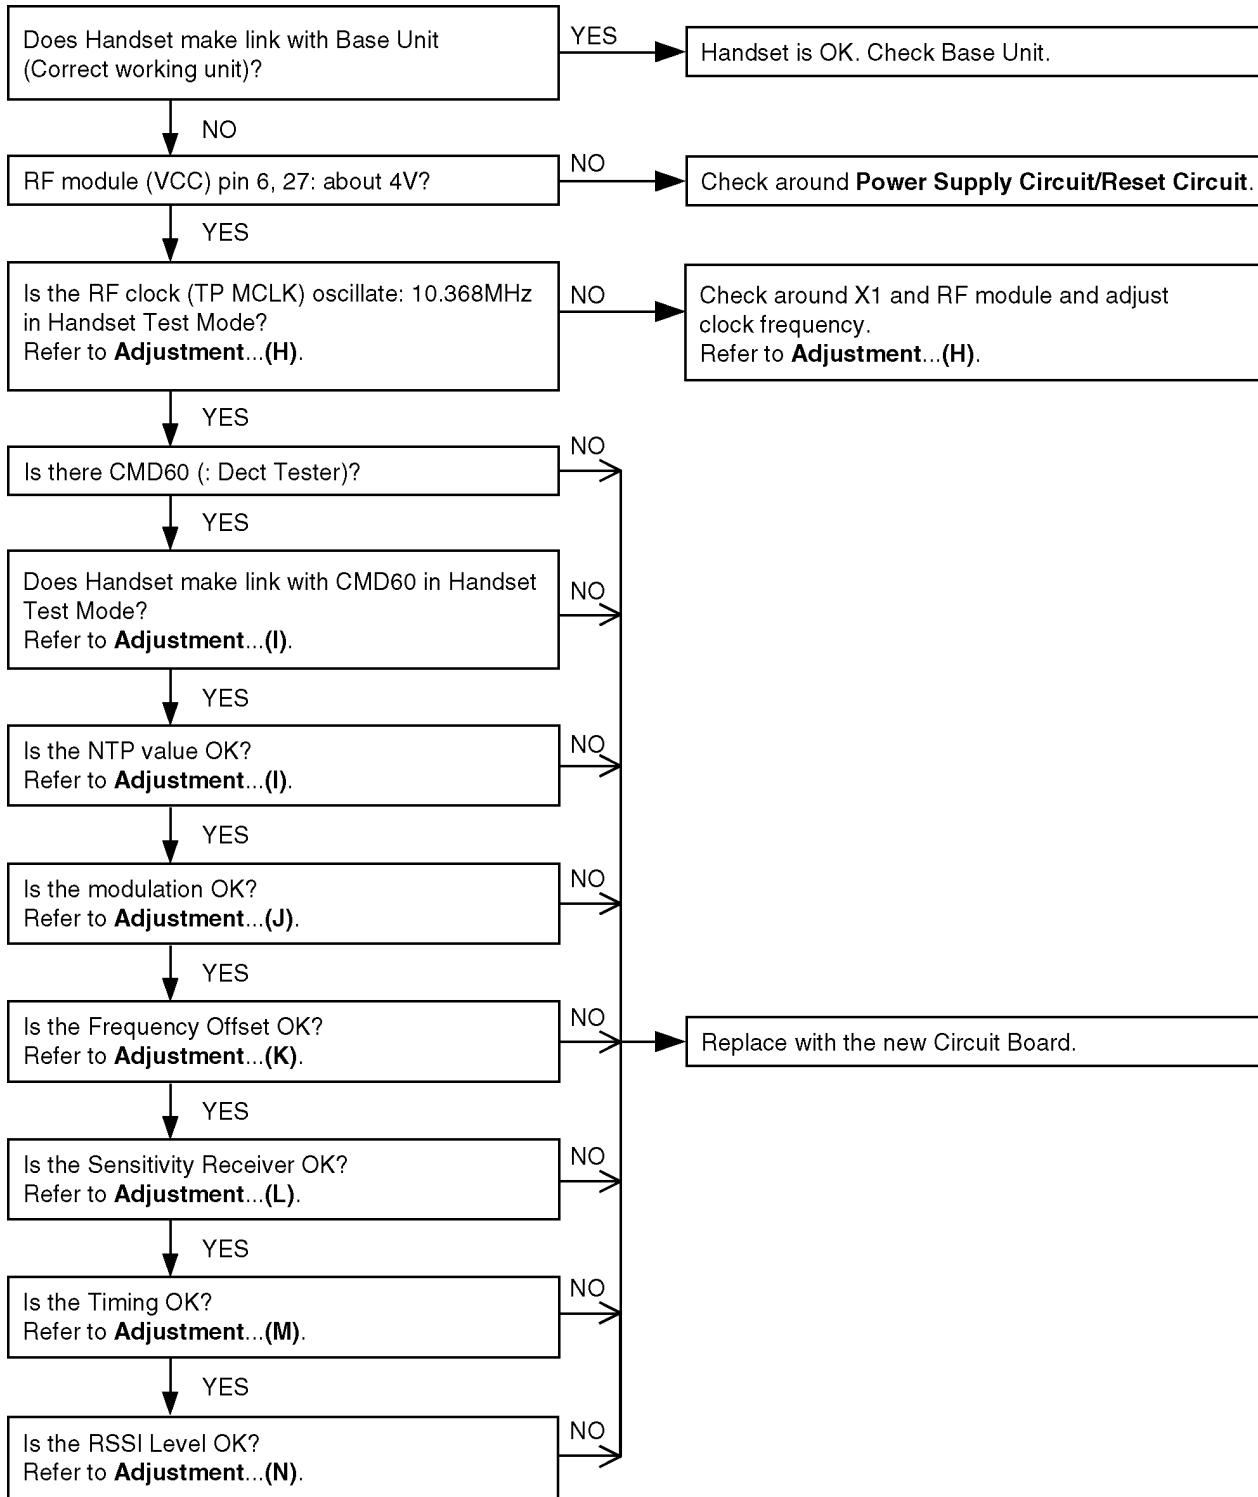 Does Handset make link with Base Unit
(Correct working unit)?
YES
Handset is OK. Check Base Unit.
NO
RF module (VCC) pin 6, 27: about 4V?
NO
Check around Power Supply Circuit/Reset Circuit.
YES
Is the RF clock (TP MCLK) oscillate: 10.368MHz
in Handset Test Mode?
Refer to Adjustment...(H).
NO
Check around X1 and RF module and adjust
clock frequency.
Refer to Adjustment...(H).
YES
Is there CMD60 (: Dect Tester)?
NO
YES
Does Handset make link with CMD60 in Handset
Test Mode?
Refer to Adjustment...(I).
NO
YES
Is the NTP value OK?
Refer to Adjustment...(I).
NO
YES
Is the modulation OK?
Refer to Adjustment...(J).
NO
YES
Is the Frequency Offset OK?
Refer to Adjustment...(K).
NO
Replace with the new Circuit Board.
YES
Is the Sensitivity Receiver OK?
Refer to Adjustment...(L).
NO
YES
Is the Timing OK?
Refer to Adjustment...(M).
NO
YES
Is the RSSI Level OK?
Refer to Adjustment...(N).
NO